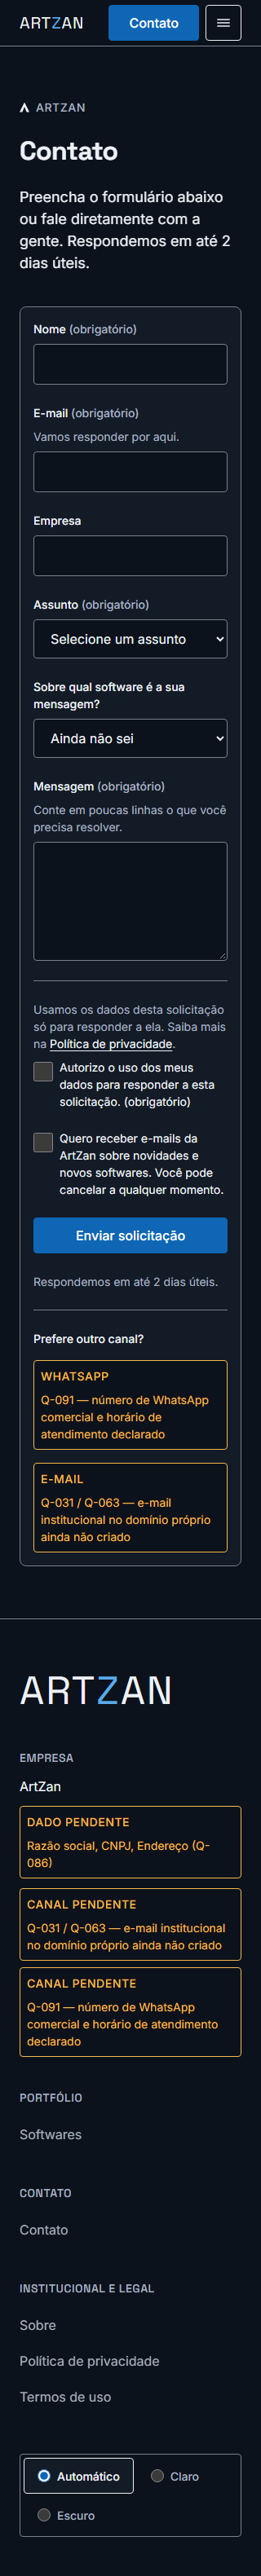 ARTZAN
Contato
ARTZAN
Contato
Preencha o formulário abaixo
ou fale diretamente com a
gente. Respondemos em até 2
dias úteis.
Nome (obrigatório)
E-mail (obrigatório)
Vamos responder por aqui.
Empresa
Assunto (obrigatório)
Selecione um assunto
Sobre qual software é a sua
mensagem?
Ainda não sei
Mensagem (obrigatório)
Conte em poucas linhas o que você
precisa resolver.
Usamos os dados desta solicitação
só para responder a ela. Saiba mais
na Política de privacidade.
Autorizo o uso dos meus
dados para responder a esta
solicitação. (obrigatório)
Quero receber e-mails da
ArtZan sobre novidades e
novos softwares. Você pode
cancelar a qualquer momento.
Enviar solicitação
Respondemos em até 2 dias úteis.
Prefere outro canal?
WHATSAPP
Q-091 — número de WhatsApp
comercial e horário de
atendimento declarado
E-MAIL
Q-031 / Q-063 — e-mail
institucional no domínio próprio
ainda não criado
ARTZAN
EMPRESA
ArtZan
DADO PENDENTE
Razão social, CNPJ, Endereço (Q-
086)
CANAL PENDENTE
Q-031 / Q-063 — e-mail institucional
no domínio próprio ainda não criado
CANAL PENDENTE
Q-091 — número de WhatsApp
comercial e horário de atendimento
declarado
PORTFÓLIO
Softwares
CONTATO
Contato
INSTITUCIONAL E LEGAL
Sobre
Política de privacidade
Termos de uso
Automático
Claro
Escuro